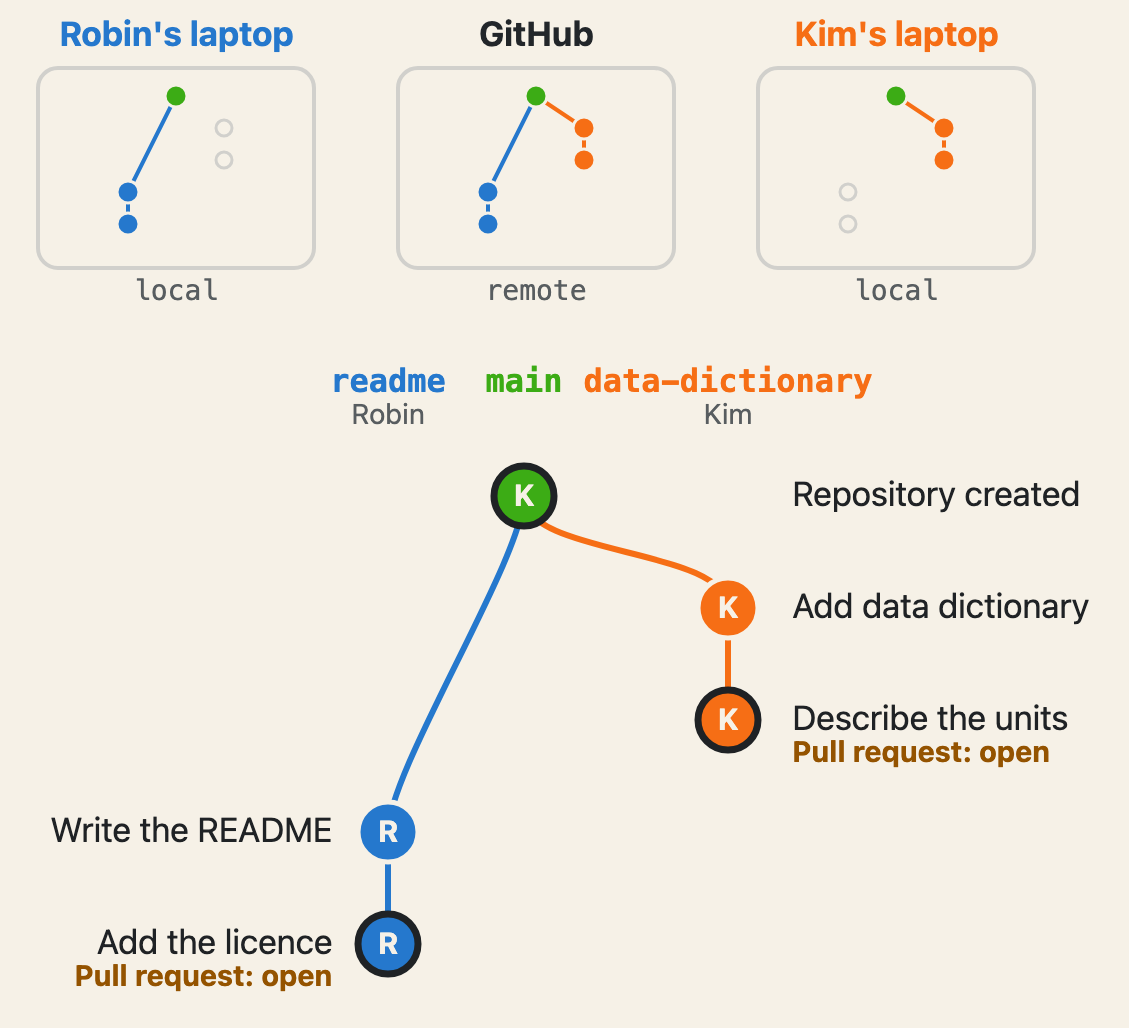 Robin's laptop
GitHub
Kim's laptop
local
remote
local
readme
main
data-dictionary
Robin
Kim
K
Repository created
K
Add data dictionary
K
Describe the units
Pull request: open
Write the README
R
Add the licence
R
Pull request: open